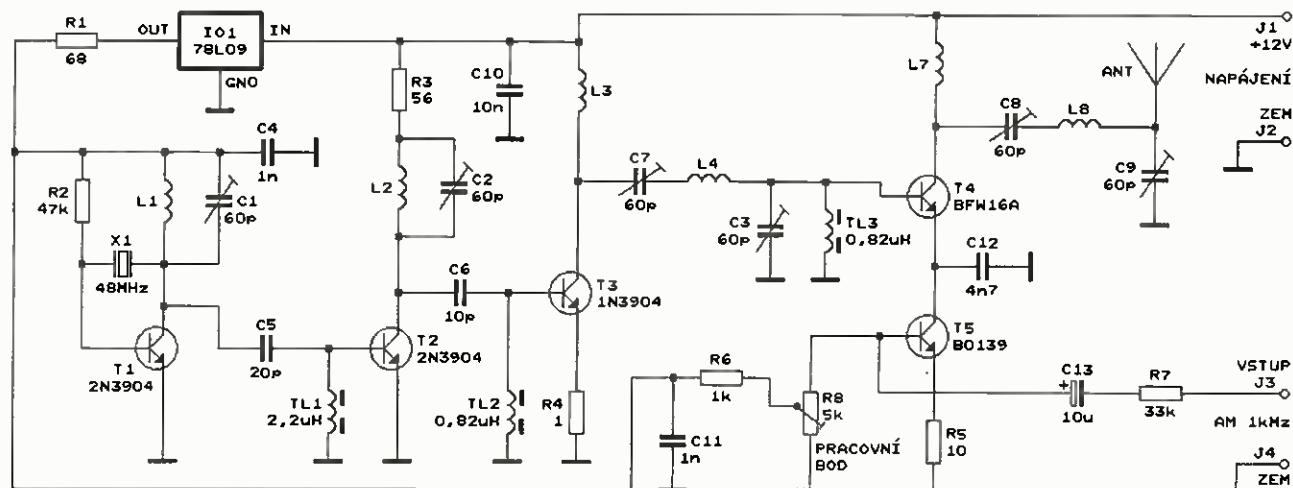 R1
68
OUT
IO1
78L09
IN
GND
R3
56
C10
10n
L3
L7
ANT
J1
+12V
NAPÁJENÍ
ZEM
J2
C8
60p
L8
C9
60p
C4
1n
R2
47k
L1
C1
60p
L2
C2
60p
C7
60p
L4
C3
60p
TL3
0,82uH
T4
BFW16A
C12
4n7
X1
48MHz
C6
10p
T3
1N3904
T1
2N3904
C5
20p
T2
2N3904
TL1
2,2uH
TL2
0,82uH
R4
1
R6
1k
C11
1n
R8
5k
PRACOVNÍ
BOD
T5
BD139
R5
10
C13
+
10u
R7
33k
VSTUP
J3
AM 1kHz
J4
ZEM